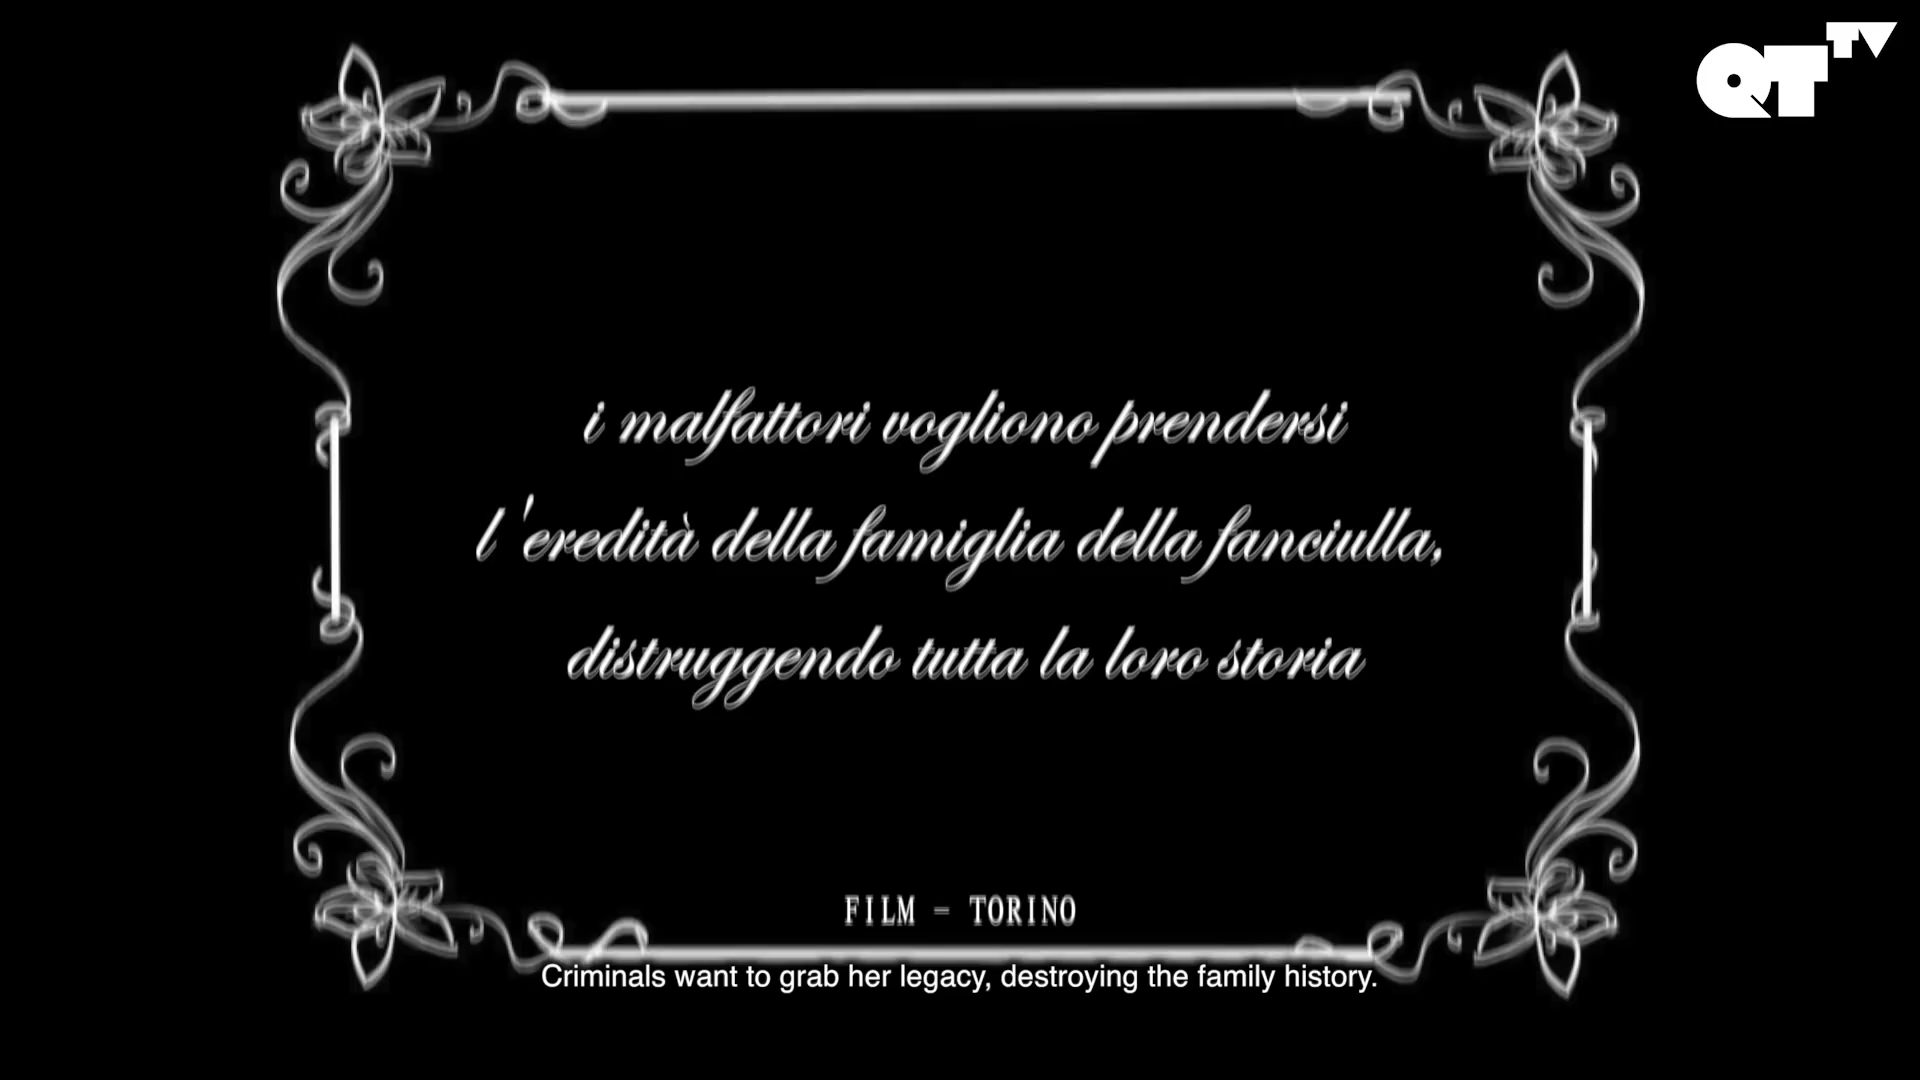 QT TV
i malfattori vogliono prendersi
l'eredità della famiglia della fanciulla,
distruggendo tutta la loro storia
FILM - TORINO
Criminals want to grab her legacy, destroying the family history.